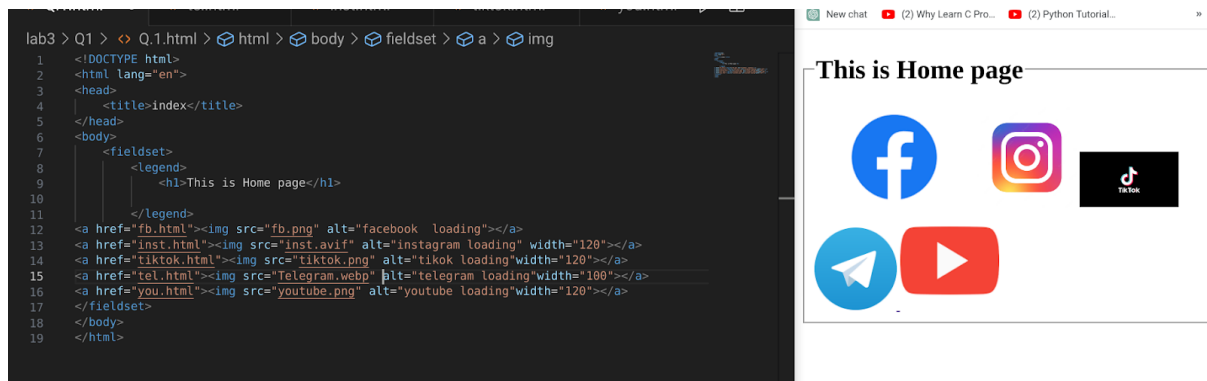 lab3 > Q1 > <> Q.1.html > html > body > fieldset > a > img
1 <!DOCTYPE html>
2 <html lang="en">
3 <head>
4 <title>index</title>
5 </head>
6 <body>
7 <fieldset>
8 <legend>
9 <h1>This is Home page</h1>
10
11 </legend>
12 <a href="fb.html"><img src="fb.png" alt="facebook  loading"></a>
13 <a href="inst.html"><img src="inst.avif" alt="instagram loading" width="120"></a>
14 <a href="tiktok.html"><img src="tiktok.png" alt="tikok loading"width="120"></a>
15 <a href="tel.html"><img src="Telegram.webp" alt="telegram loading"width="100"></a>
16 <a href="you.html"><img src="youtube.png" alt="youtube loading"width="120"></a>
17 </fieldset>
18 </body>
19 </html>
New chat (2) Why Learn C Pro... (2) Python Tutorial... »
This is Home page
TikTok